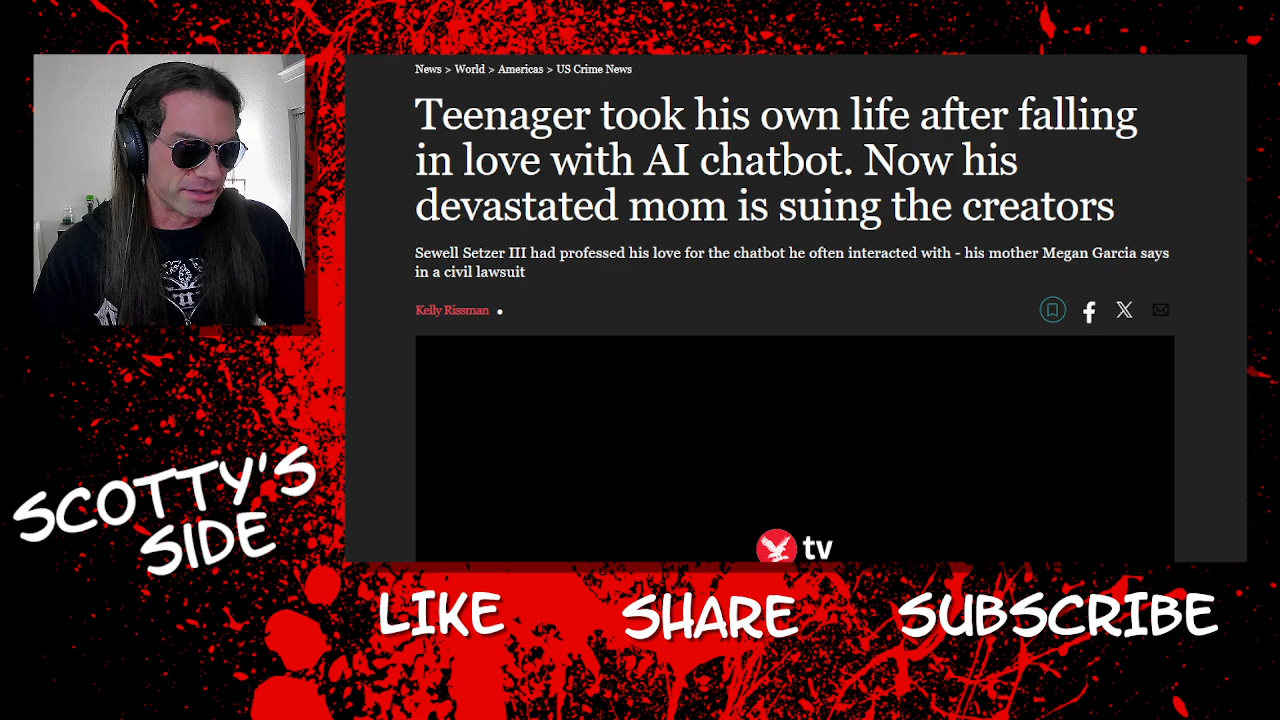 News > World > Americas > US Crime News
Teenager took his own life after falling
in love with AI chatbot. Now his
devastated mom is suing the creators
Sewell Setzer III had professed his love for the chatbot he often interacted with - his mother Megan Garcia says
in a civil lawsuit
Kelly Rissman
tv
SCOTTY'S
SIDE
LIKE SHARE SUBSCRIBE